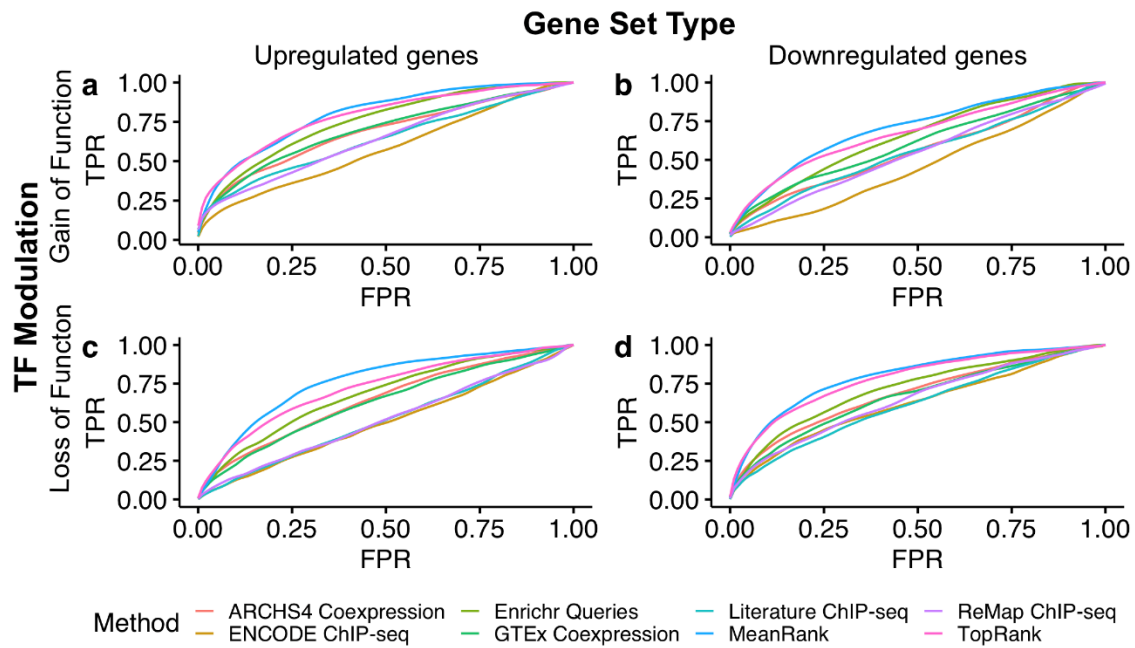 Gene Set Type
Upregulated genes
Downregulated genes
TF Modulation
Gain of Function
Loss of Functon
a
TPR
1.00
0.75
0.50
0.25
0.00
0.00 0.25 0.50 0.75 1.00
FPR
b
TPR
1.00
0.75
0.50
0.25
0.00
0.00 0.25 0.50 0.75 1.00
FPR
c
TPR
1.00
0.75
0.50
0.25
0.00
0.00 0.25 0.50 0.75 1.00
FPR
d
TPR
1.00
0.75
0.50
0.25
0.00
0.00 0.25 0.50 0.75 1.00
FPR
Method
ARCHS4 Coexpression
ENCODE ChIP-seq
Enrichr Queries
GTEx Coexpression
Literature ChIP-seq
MeanRank
ReMap ChIP-seq
TopRank